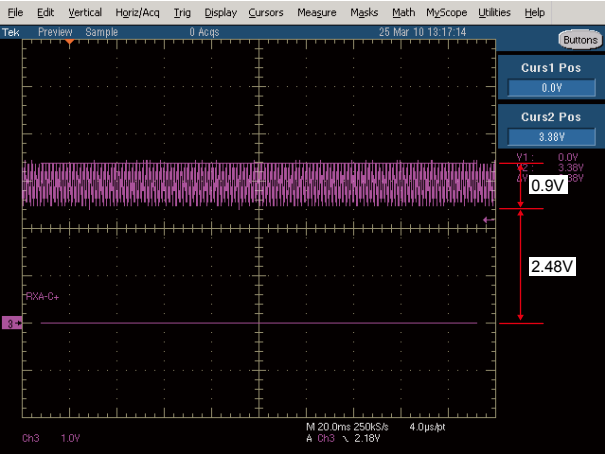 File Edit Vertical Horiz/Acq Trig Display Cursors Measure Masks Math MyScope Utilities Help
Tek Preview Sample 0 Acqs 25 Mar 10 13:17:14
Buttons
Curs1 Pos
0.0V
Curs2 Pos
3.38V
Y1 : 0.0V
3.38V
0.9V
2.48V
RXA-C+
3
Ch3 1.0V
M 20.0ms 250kS/s 4.0µs/pt
A Ch3 2.18V